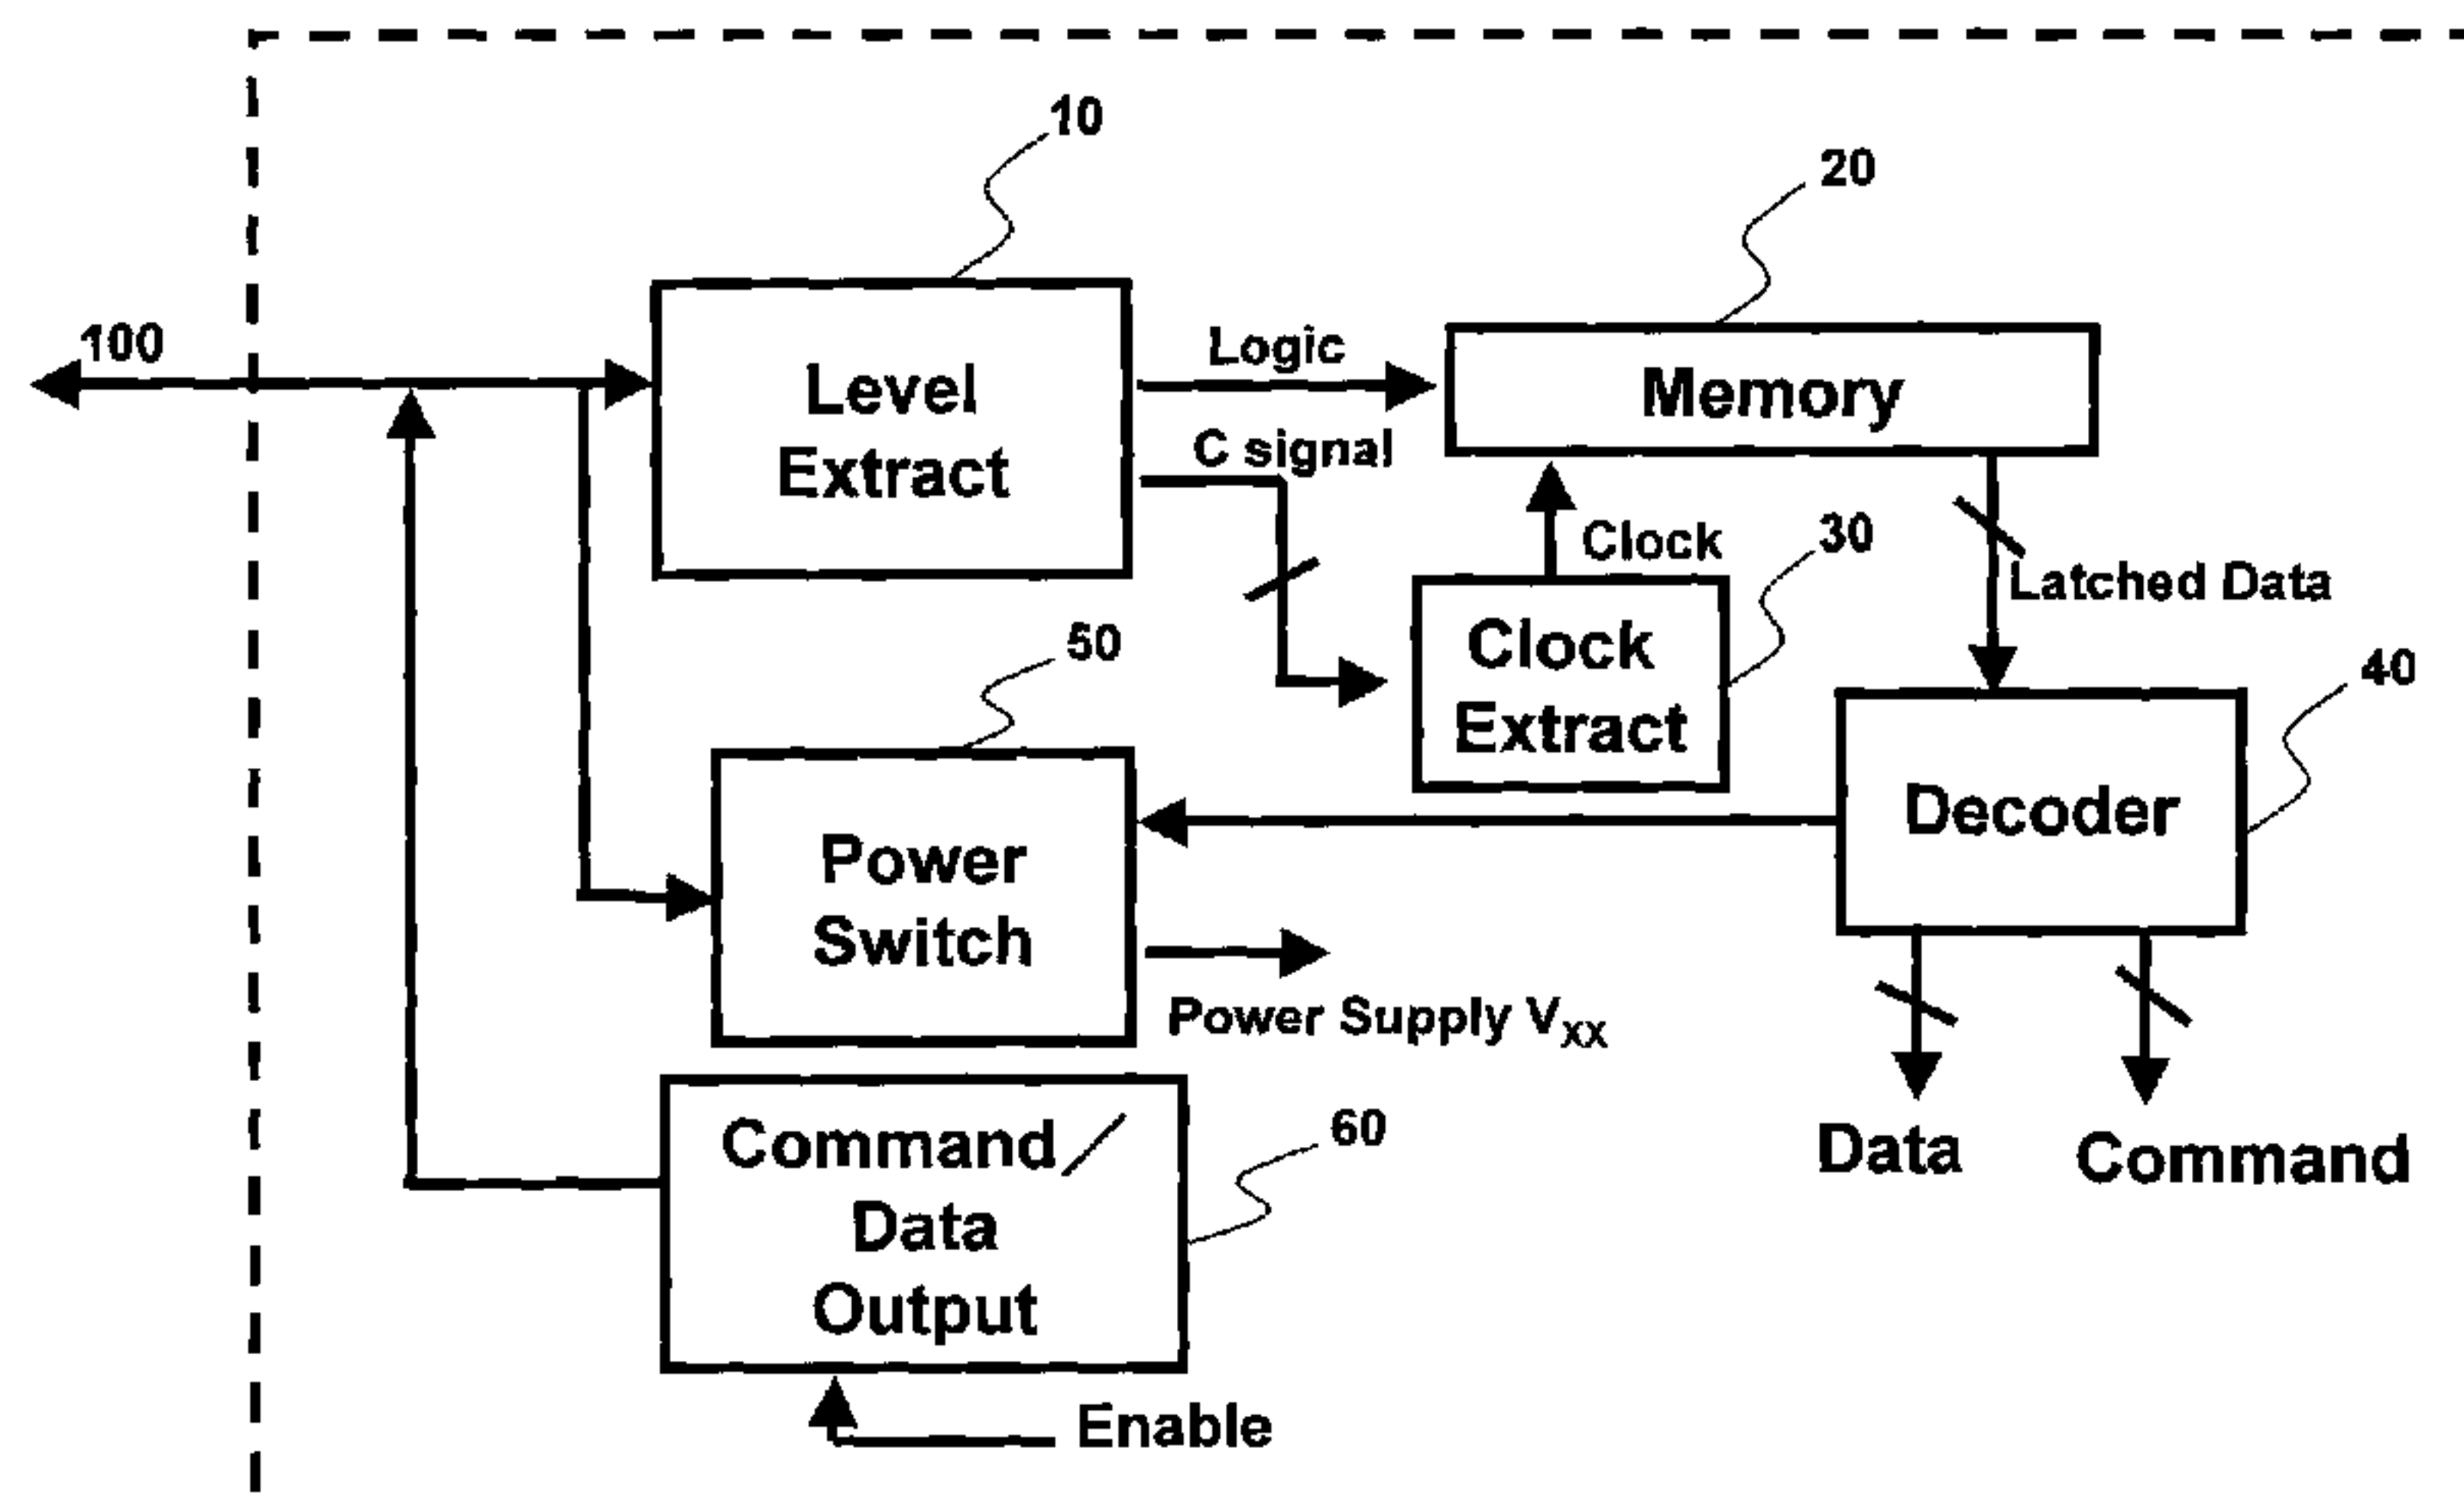 10
20
100
Level
Extract
Logic
C signal
Memory
Clock
30
Latched Data
Clock
Extract
50
40
Power
Switch
Decoder
Power Supply VXX
Command /
Data
Output
60
Data
Command
Enable